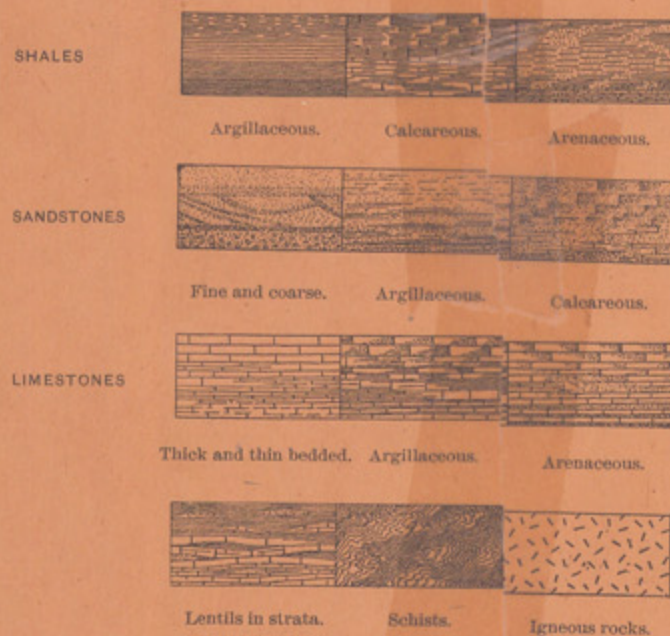 SHALES
Argillaceous. Calcareous. Arenaceous.
SANDSTONES
Fine and coarse. Argillaceous. Calcareous.
LIMESTONES
Thick and thin bedded. Argillaceous. Arenaceous.
Lentils in strata. Schists. Igneous rocks.